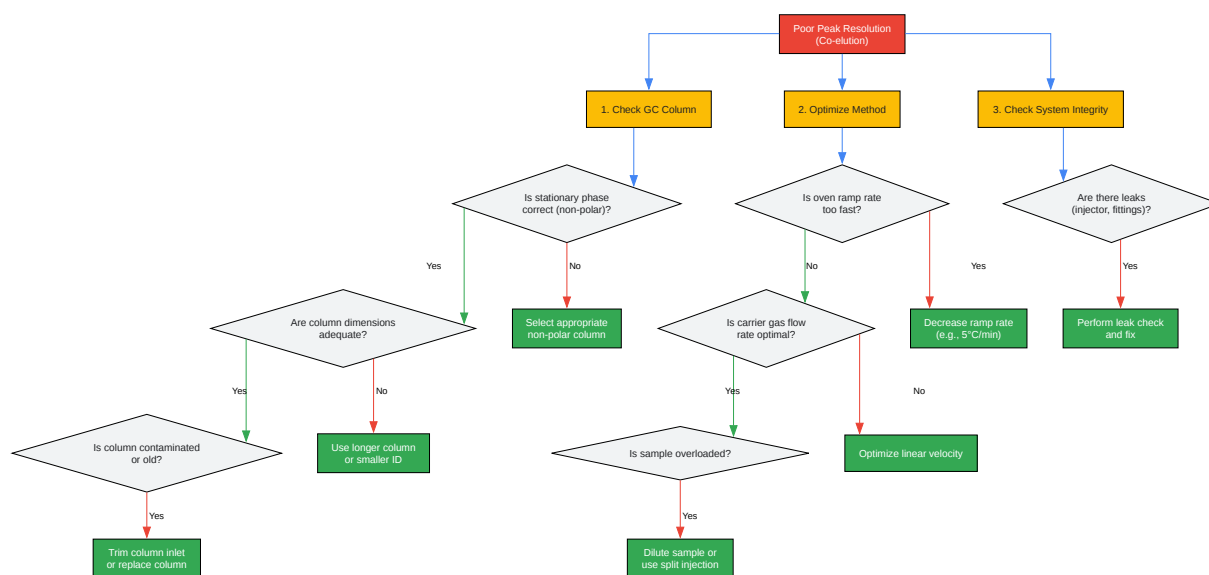 Poor Peak Resolution
(Co-elution)
1. Check GC Column
2. Optimize Method
3. Check System Integrity
Is stationary phase
correct (non-polar)?
Is oven ramp rate
too fast?
Are there leaks
(injector, fittings)?
Yes
No
No
Yes
Yes
Are column dimensions
adequate?
Select appropriate
non-polar column
Is carrier gas flow
rate optimal?
Decrease ramp rate
(e.g., 5°C/min)
Perform leak check
and fix
Yes
No
Yes
No
Is column contaminated
or old?
Use longer column
or smaller ID
Is sample overloaded?
Optimize linear velocity
Yes
Yes
Trim column inlet
or replace column
Dilute sample or
use split injection